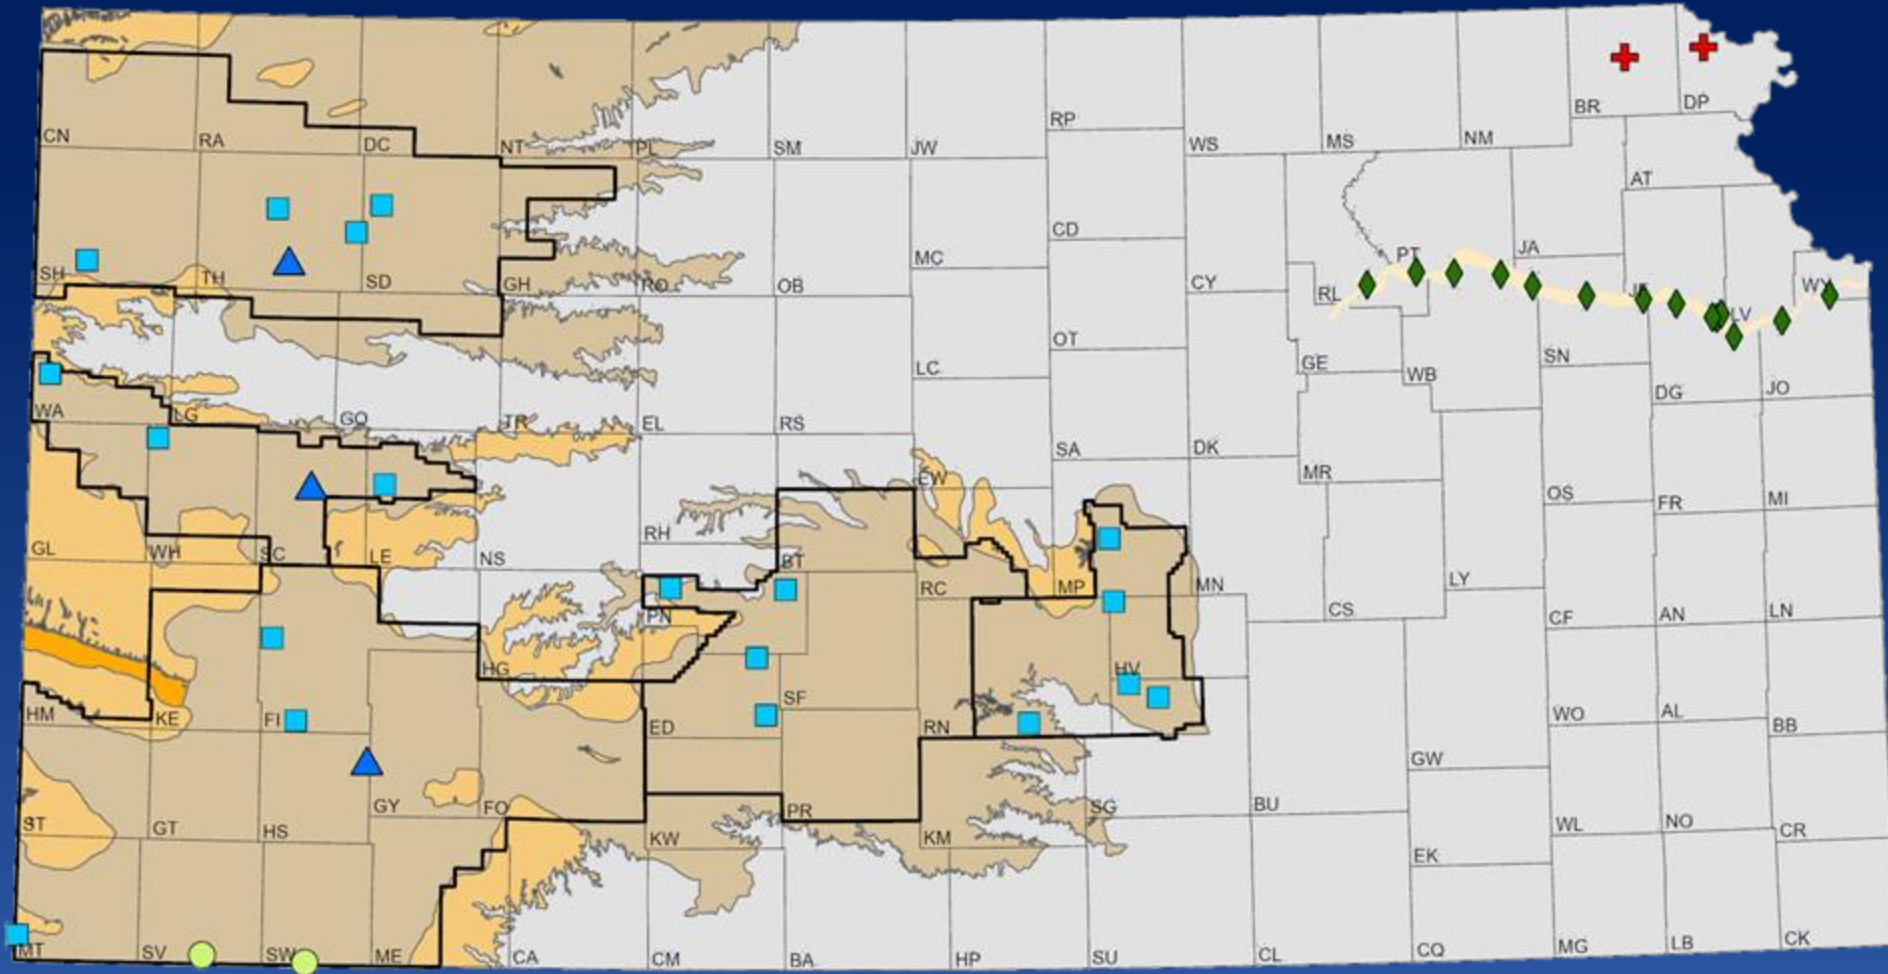 BR DP
CN RA DC NT PL SM JW RP WS MS NM
AT
SH TH SD GH RO OB MC CD CY RL PT JA JF WY
LV
WA LG GO TR EL RS LC OT GE WB SN DG JO
SA DK MR
EW
GL WH SC LE NS RH BT OS FR MI
RC MP MN CS LY CF AN LN
PN
HG HV
HM KE FI ED SF RN WO AL BB
GW
ST GT HS GY FO KW PR KM SG BU WL NO CR
EK
MT SV SW ME CA CM BA HP SU CL CQ MG LB CK